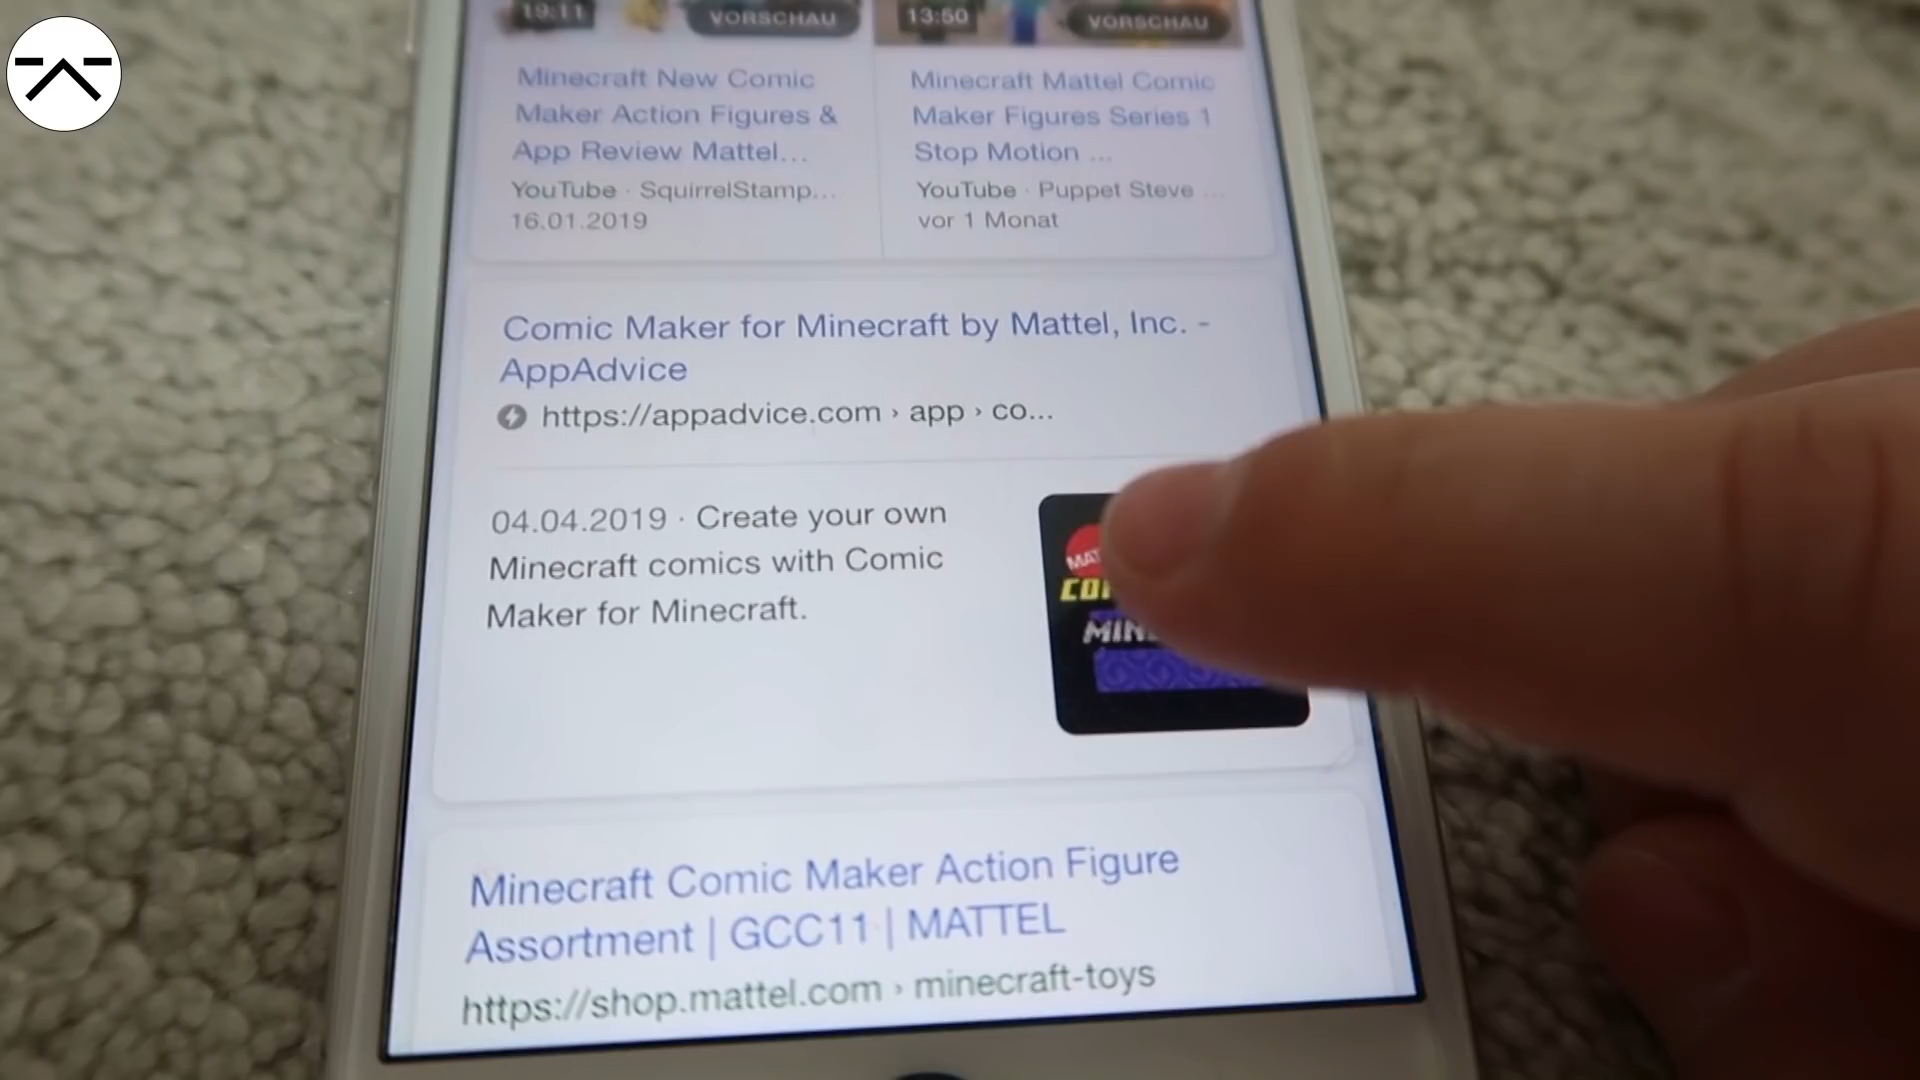 19:11 VORSCHAU
13:50 VORSCHAU
Minecraft New Comic
Maker Action Figures &
App Review Mattel...
YouTube · SquirrelStamp...
16.01.2019
Minecraft Mattel Comic
Maker Figures Series 1
Stop Motion ...
YouTube · Puppet Steve ...
vor 1 Monat
Comic Maker for Minecraft by Mattel, Inc. -
AppAdvice
https://appadvice.com › app › co...
04.04.2019 · Create your own
Minecraft comics with Comic
Maker for Minecraft.
Minecraft Comic Maker Action Figure
Assortment | GCC11 | MATTEL
https://shop.mattel.com › minecraft-toys